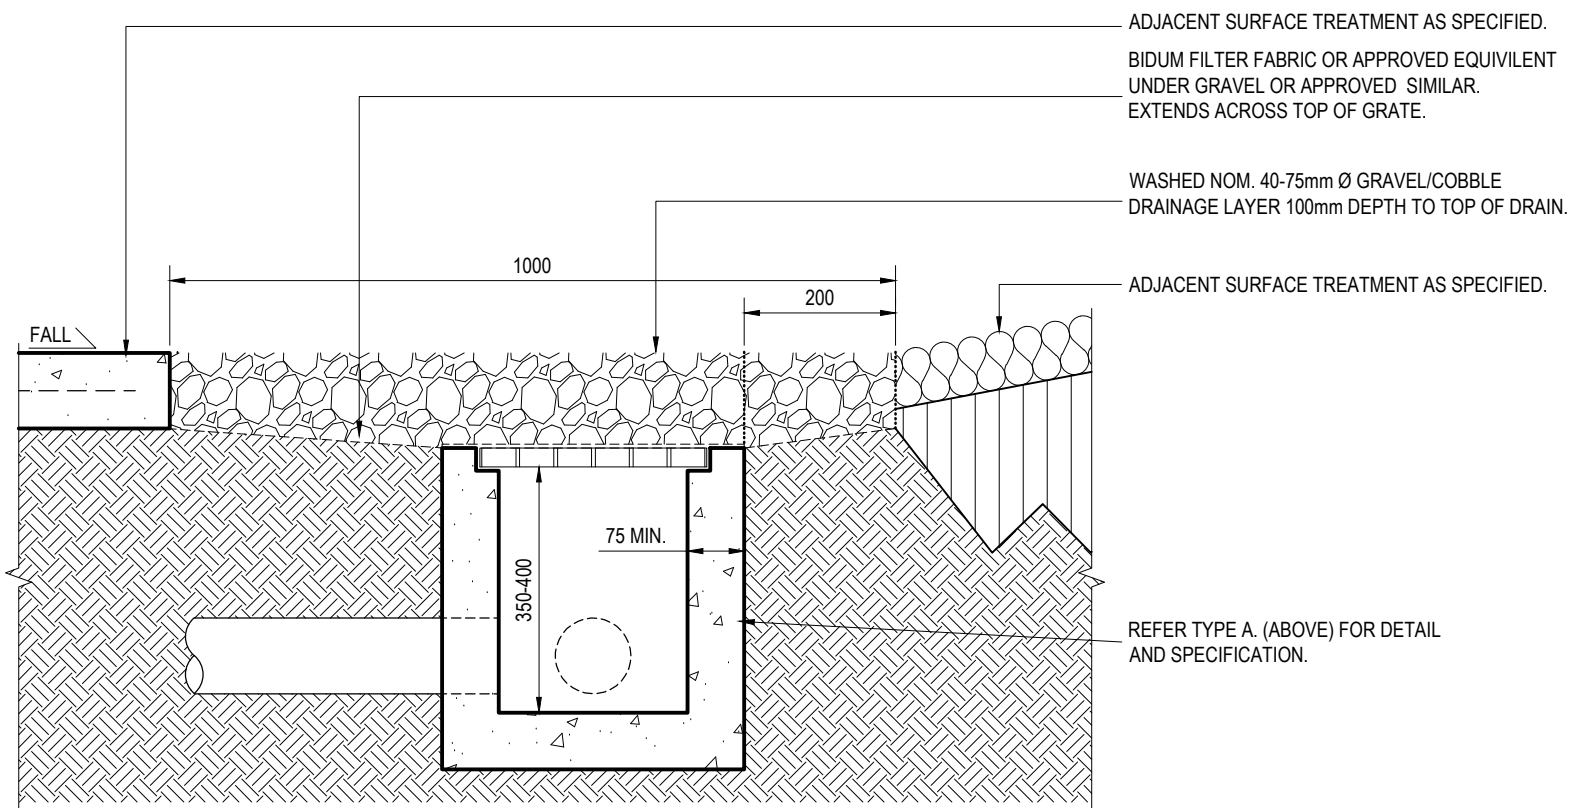 ADJACENT SURFACE TREATMENT AS SPECIFIED.
BIDUM FILTER FABRIC OR APPROVED EQUIVILENT
UNDER GRAVEL OR APPROVED SIMILAR.
EXTENDS ACROSS TOP OF GRATE.
WASHED NOM. 40-75mm Ø GRAVEL/COBBLE
DRAINAGE LAYER 100mm DEPTH TO TOP OF DRAIN.
1000
ADJACENT SURFACE TREATMENT AS SPECIFIED.
200
FALL
75 MIN.
350-400
REFER TYPE A. (ABOVE) FOR DETAIL
AND SPECIFICATION.